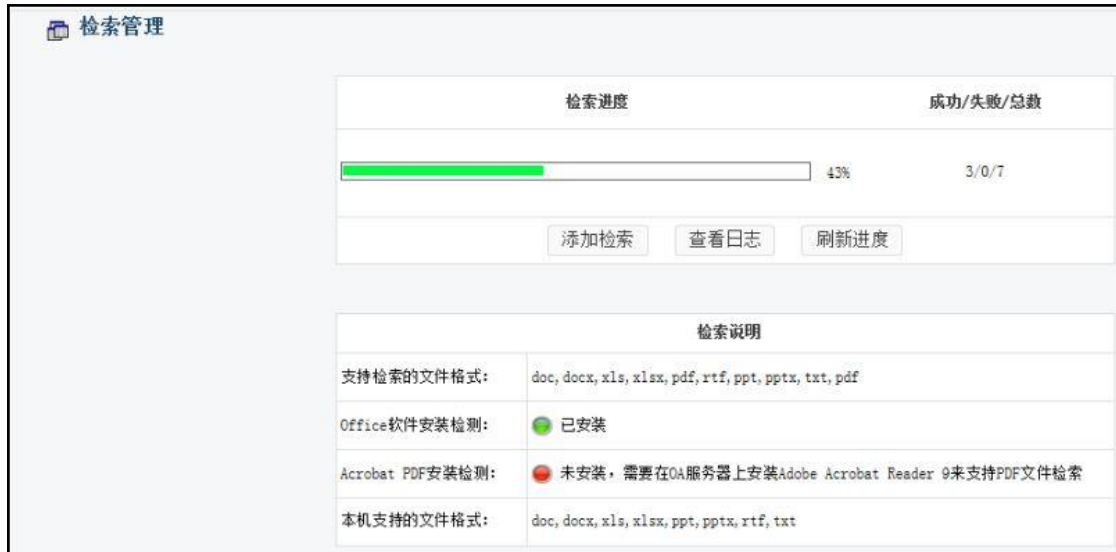 检索管理
检索进度 成功/失败/总数
43% 3/0/7
添加检索 查看日志 刷新进度
检索说明
支持检索的文件格式: doc, docx, xls, xlsx, pdf, rtf, ppt, pptx, txt, pdf
Office软件安装检测: 已安装
Acrobat PDF安装检测: 未安装，需要在OA服务器上安装Adobe Acrobat Reader 9来支持PDF文件检索
本机支持的文件格式: doc, docx, xls, xlsx, ppt, pptx, rtf, txt